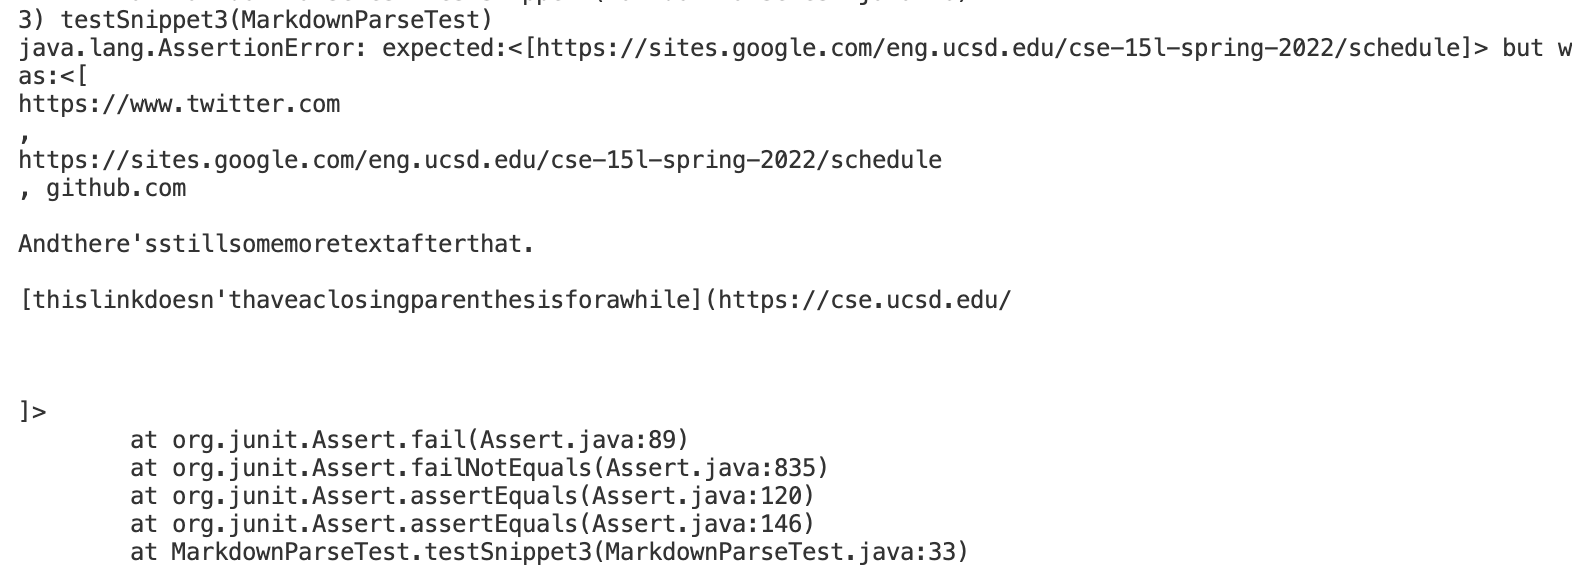 3) testSnippet3(MarkdownParseTest)
java.lang.AssertionError: expected:<[https://sites.google.com/eng.ucsd.edu/cse-15l-spring-2022/schedule]> but w
as:<[
https://www.twitter.com
,
https://sites.google.com/eng.ucsd.edu/cse-15l-spring-2022/schedule
, github.com
Andthere'sstillsomemoretextafterthat.
[thislinkdoesn'thaveaclosingparenthesisforawhile](https://cse.ucsd.edu/
]>
at org.junit.Assert.fail(Assert.java:89)
at org.junit.Assert.failNotEquals(Assert.java:835)
at org.junit.Assert.assertEquals(Assert.java:120)
at org.junit.Assert.assertEquals(Assert.java:146)
at MarkdownParseTest.testSnippet3(MarkdownParseTest.java:33)